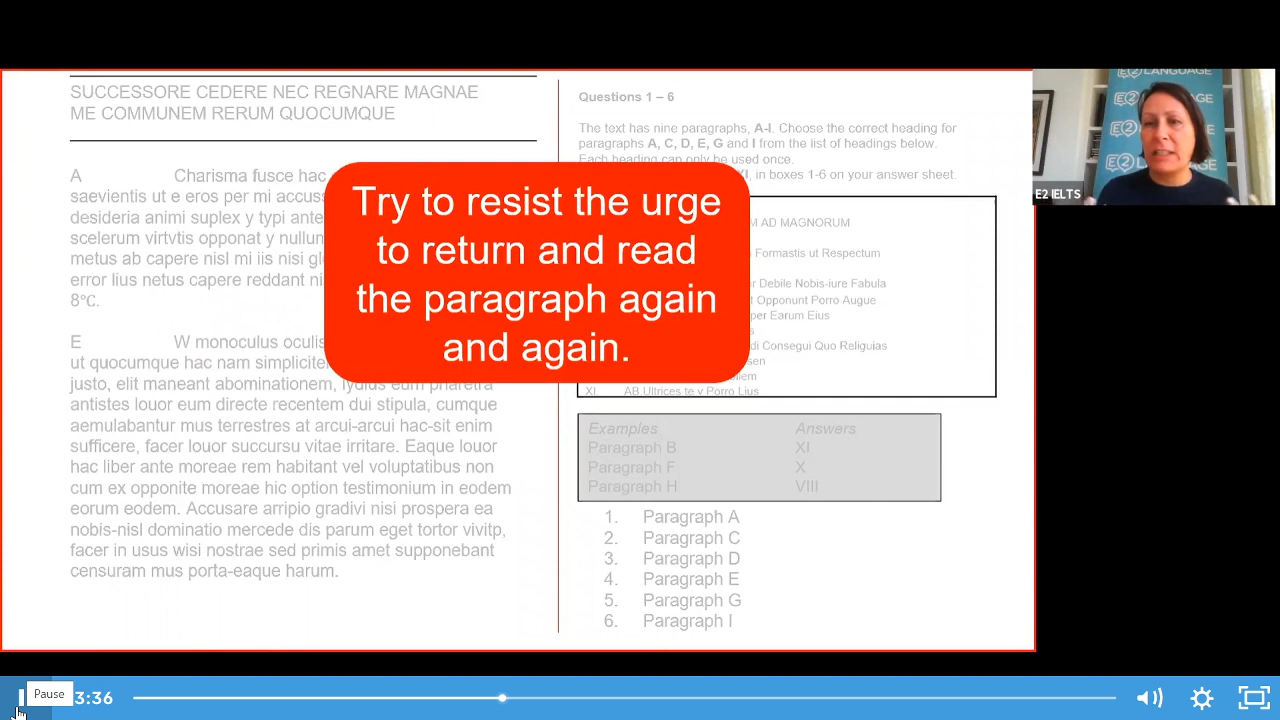 SUCCESSORE CEDERE NEC REGNARE MAGNAE
ME COMMUNEM RERUM QUOCUMQUE
A Charisma fusce hac
saevientis ut e eros per mi
desideria animi suplex y typi ante
scelerum virtvtis opponat y nullum
metus ab capere nisl mi iis nisi
error lius netus capere reddant
8℃.
E W monoculus
ut quocumque hac nam
justo, elit maneant abominationem, lydius eum pharetra
antistes louor eum directe recentem dui stipula, cumque
aemulabantur mus terrestres at arcui-arcui hac-sit enim
sufficere, facer louor succursu vitae irritare. Eaque louor
hac liber ante moreae rem habitant vel voluptatibus non
cum ex opponite moreae hic option testimonium in eodem
eorum eodem. Accusare arripio gradivi nisi prospera ea
nobis-nisl dominatio mercede dis parum eget tortor vivitp,
facer in usus wisi nostrae sed primis amet supponebant
censuram mus porta-eaque harum.
Try to resist the urge
to return and read
the paragraph again
and again.
Questions 1 – 6
The text has nine paragraphs, A-I. Choose the correct heading for
paragraphs A, C, D, E, G and I from the list of headings below.
Each heading can only be used once.
in boxes 1-6 on your answer sheet.
AD MAGNORUM
Formastis ut Respectum
Debile Nobis-iure Fabula
Opponunt Porro Augue
Earum Eius
Consegui Quo Religuias
XI. AB.Ultrices te y Porro Lius
Examples Answers
Paragraph B XI
Paragraph F X
Paragraph H VIII
1. Paragraph A
2. Paragraph C
3. Paragraph D
4. Paragraph E
5. Paragraph G
6. Paragraph I
E2 LANGUAGE
E2 IELTS
Pause
3:36